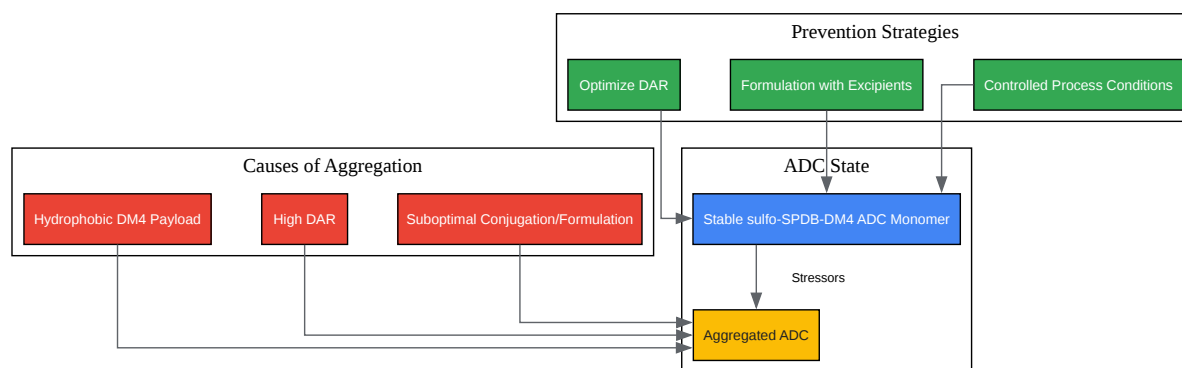 Prevention Strategies
Optimize DAR
Formulation with Excipients
Controlled Process Conditions
Causes of Aggregation
ADC State
Hydrophobic DM4 Payload
High DAR
Suboptimal Conjugation/Formulation
Stable sulfo-SPDB-DM4 ADC Monomer
Stressors
Aggregated ADC